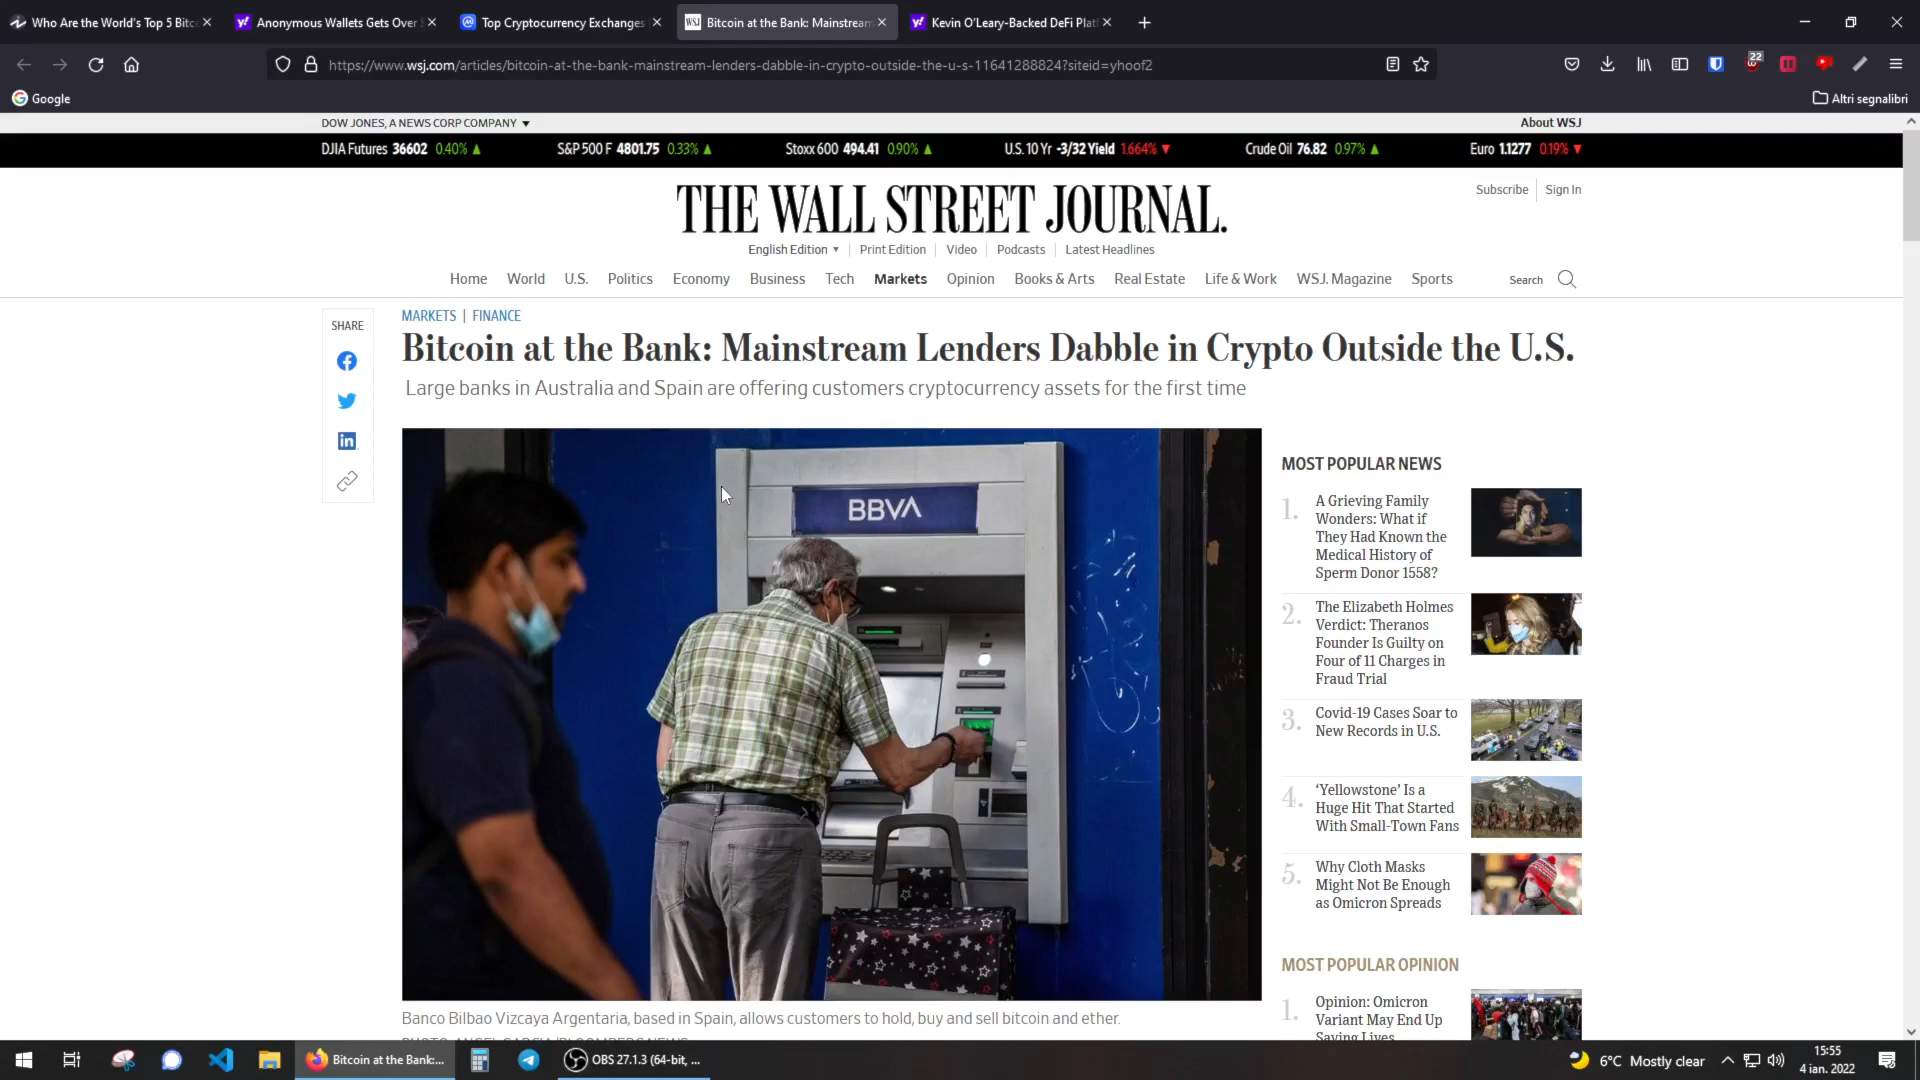 Who Are the World's Top 5 Bitco
Anonymous Wallets Gets Over
Top Cryptocurrency Exchanges
WSJ Bitcoin at the Bank: Mainstream
Kevin O'Leary-Backed DeFi Plat
https://www.wsj.com/articles/bitcoin-at-the-bank-mainstream-lenders-dabble-in-crypto-outside-the-u-s-11641288824?siteid=yhoof2
22
Google
Altri segnalibri
DOW JONES, A NEWS CORP COMPANY
About WSJ
DJIA Futures 36602 0.40% ▲
S&P 500 F 4801.75 0.33% ▲
Stoxx 600 494.41 0.90% ▲
U.S. 10 Yr -3/32 Yield 1.664% ▼
Crude Oil 76.82 0.97% ▲
Euro 1.1277 0.19% ▼
Subscribe
Sign In
THE WALL STREET JOURNAL.
English Edition
Print Edition
Video
Podcasts
Latest Headlines
Home
World
U.S.
Politics
Economy
Business
Tech
Markets
Opinion
Books & Arts
Real Estate
Life & Work
WSJ. Magazine
Sports
Search
SHARE
MARKETS | FINANCE
Bitcoin at the Bank: Mainstream Lenders Dabble in Crypto Outside the U.S.
Large banks in Australia and Spain are offering customers cryptocurrency assets for the first time
BBVA
Banco Bilbao Vizcaya Argentaria, based in Spain, allows customers to hold, buy and sell bitcoin and ether.
MOST POPULAR NEWS
1.
A Grieving Family
Wonders: What if
They Had Known the
Medical History of
Sperm Donor 1558?
2.
The Elizabeth Holmes
Verdict: Theranos
Founder Is Guilty on
Four of 11 Charges in
Fraud Trial
3.
Covid-19 Cases Soar to
New Records in U.S.
4.
‘Yellowstone’ Is a
Huge Hit That Started
With Small-Town Fans
5.
Why Cloth Masks
Might Not Be Enough
as Omicron Spreads
MOST POPULAR OPINION
1.
Opinion: Omicron
Variant May End Up
Saving Lives
Bitcoin at the Bank:...
OBS 27.1.3 (64-bit, ...
6°C Mostly clear
15:55
4 ian. 2022